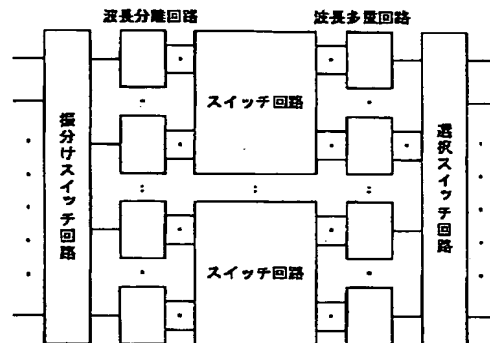 波長分離回路
波長多重回路
振分けスイッチ回路
スイッチ回路
スイッチ回路
選択スイッチ回路